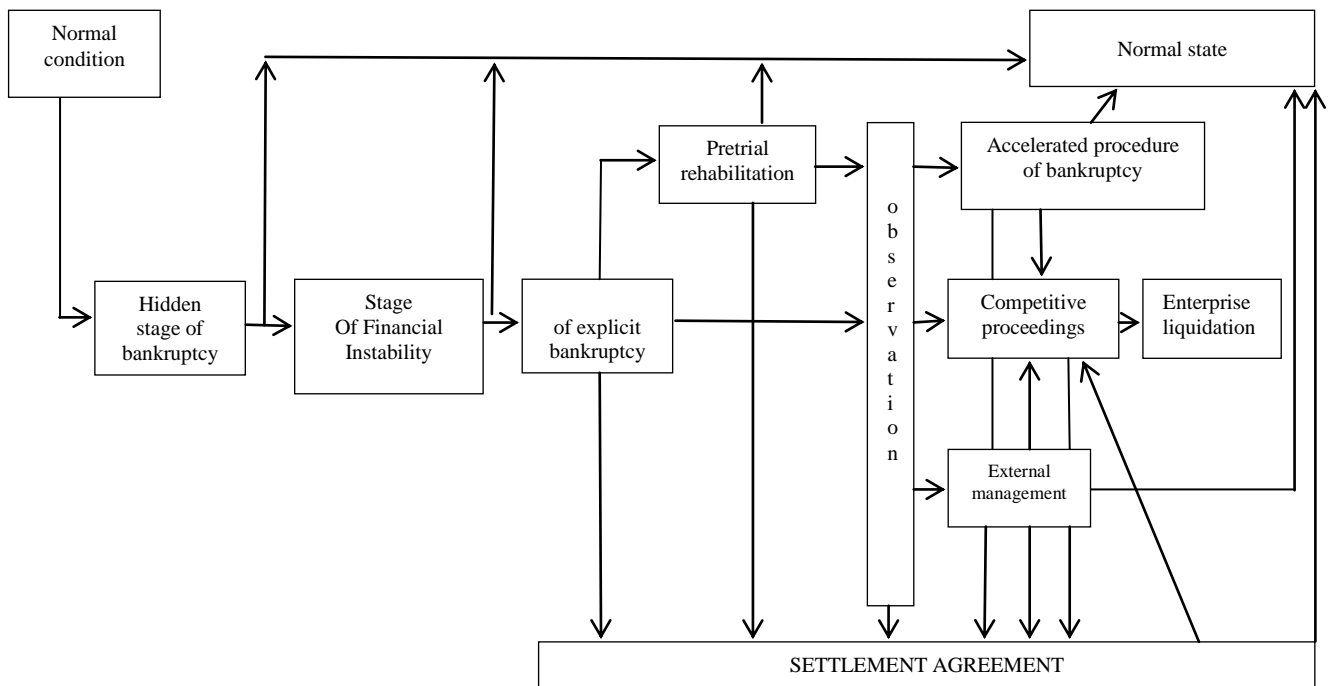 Normal
condition
Normal state
Pretrial
rehabilitation
Accelerated procedure
of bankruptcy
observation
Hidden
stage of
bankruptcy
Stage
Of Financial
Instability
of explicit
bankruptcy
Competitive
proceedings
Enterprise
liquidation
External
management
SETTLEMENT AGREEMENT